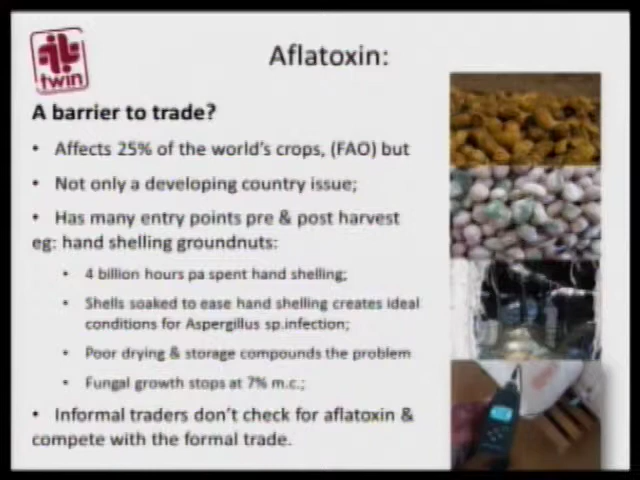 twin
Aflatoxin:
A barrier to trade?
• Affects 25% of the world's crops, (FAO) but
• Not only a developing country issue;
• Has many entry points pre & post harvest
eg: hand shelling groundnuts:
• 4 billion hours pa spent hand shelling;
• Shells soaked to ease hand shelling creates ideal
conditions for Aspergillus sp.infection;
• Poor drying & storage compounds the problem
• Fungal growth stops at 7% m.c.;
• Informal traders don't check for aflatoxin &
compete with the formal trade.